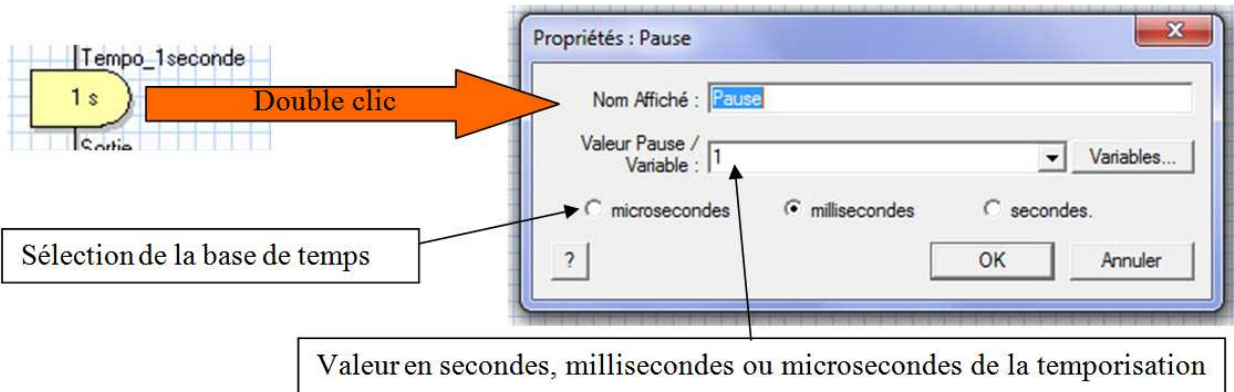 Tempo_1seconde
1 s
Sortie
Double clic
Propriétés : Pause
Nom Affiché :
Pause
Valeur Pause /
Variable :
1
Variables...
microsecondes
millisecondes
secondes.
?
OK
Annuler
Sélection de la base de temps
Valeur en secondes, millisecondes ou microsecondes de la temporisation